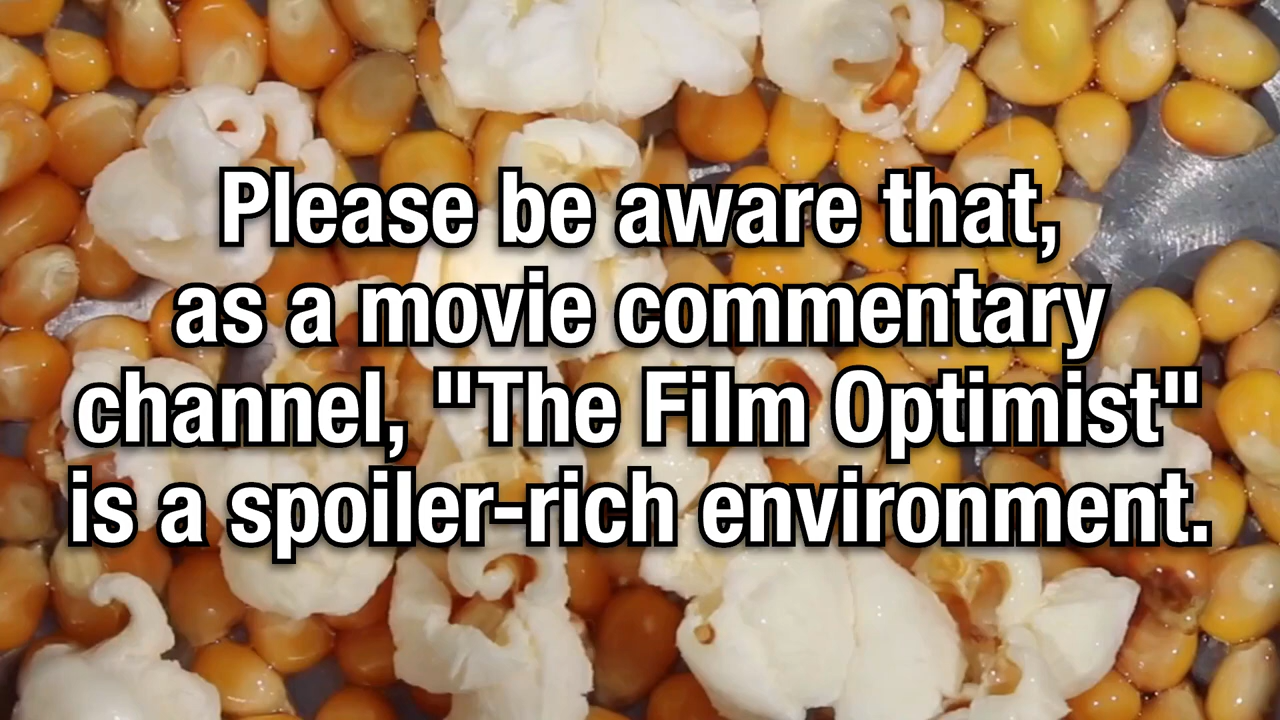 Please be aware that,
as a movie commentary
channel, "The Film Optimist"
is a spoiler-rich environment.